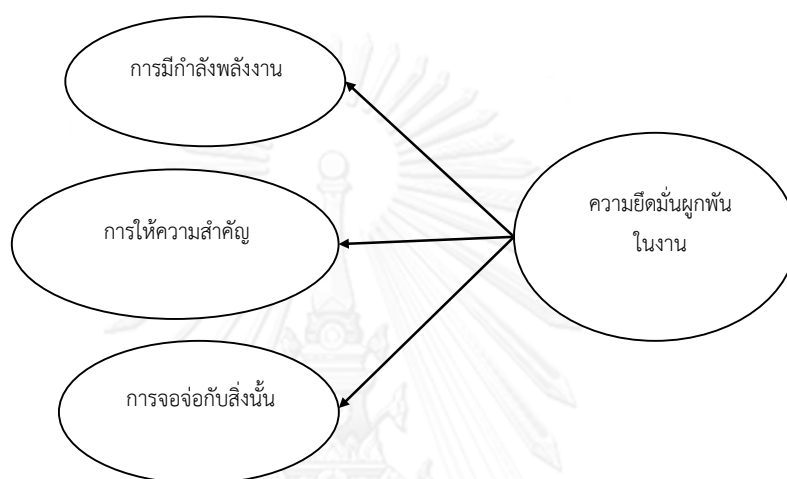 การมีกำลังพลังงาน
ความยึดมั่นผูกพัน
ในงาน
การให้ความสำคัญ
การจอจ่อกับสิ่งนั้น